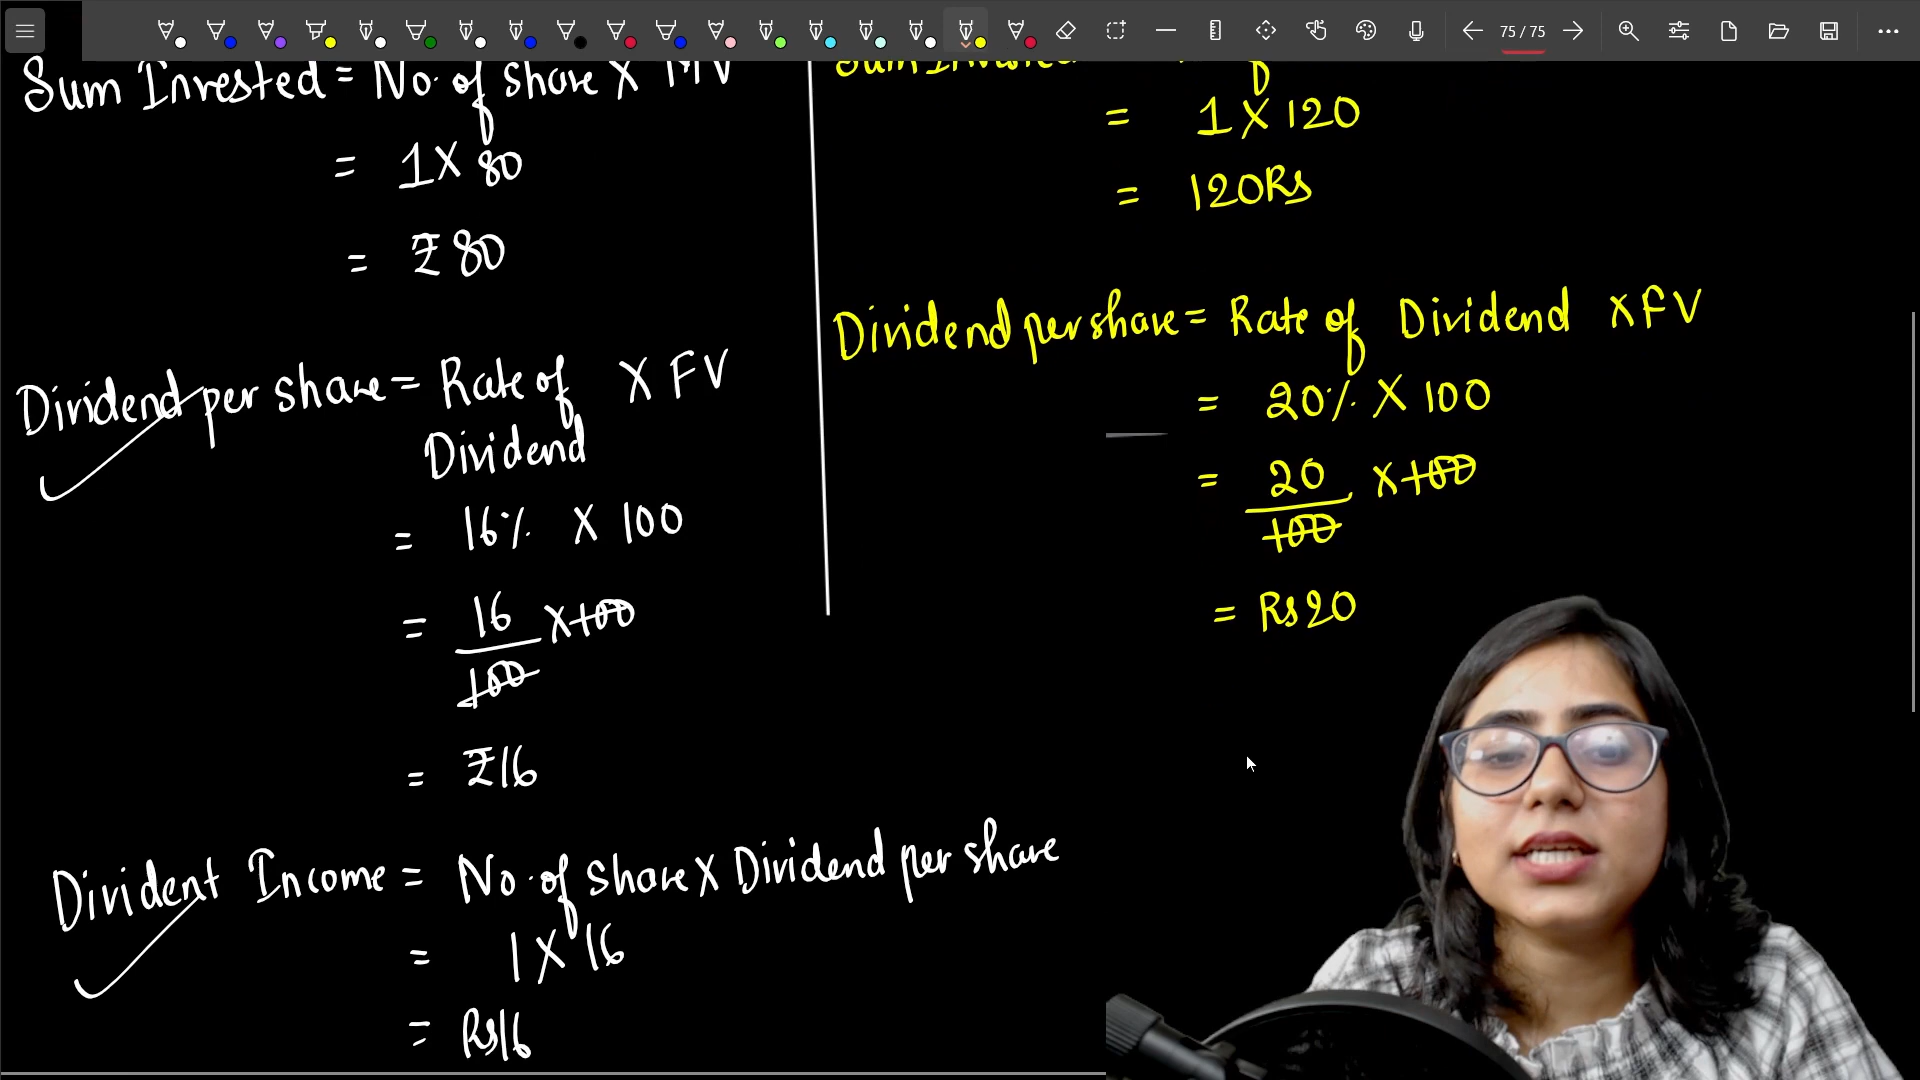 75 / 75
Sum Invested = No. of share X MV
= 1 X 80
= ₹ 80
Dividend per share = Rate of X FV
Dividend
= 16% X 100
= 16 X 100
100
= ₹16
Divident Income = No. of share X Dividend per share
= 1 X 16
= Rs16
Sum Invested
= 1 X 120
= 120Rs
Dividend per share = Rate of Dividend X FV
= 20% X 100
= 20 X 100
100
= Rs 20